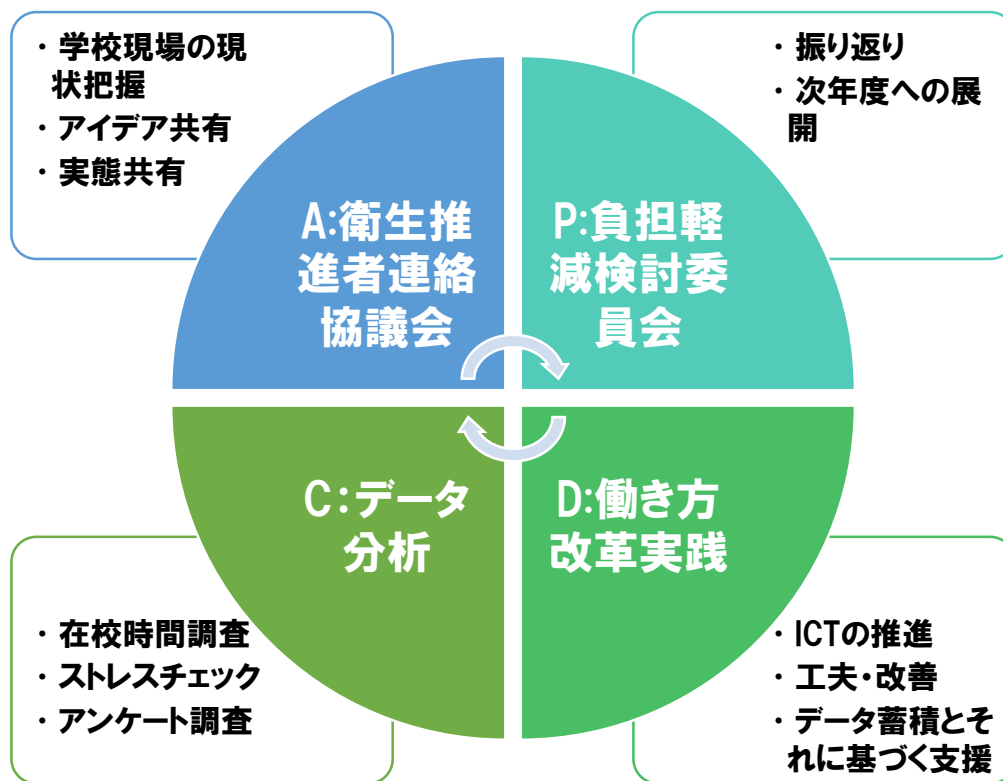 ・学校現場の現
状把握
・アイデア共有
・実態共有
・振り返り
・次年度への展
開
A:衛生推
進者連絡
協議会
P:負担軽
減検討委
員会
C：データ
分析
D:働き方
改革実践
・在校時間調査
・ストレスチェック
・アンケート調査
・ICTの推進
・工夫・改善
・データ蓄積とそ
れに基づく支援